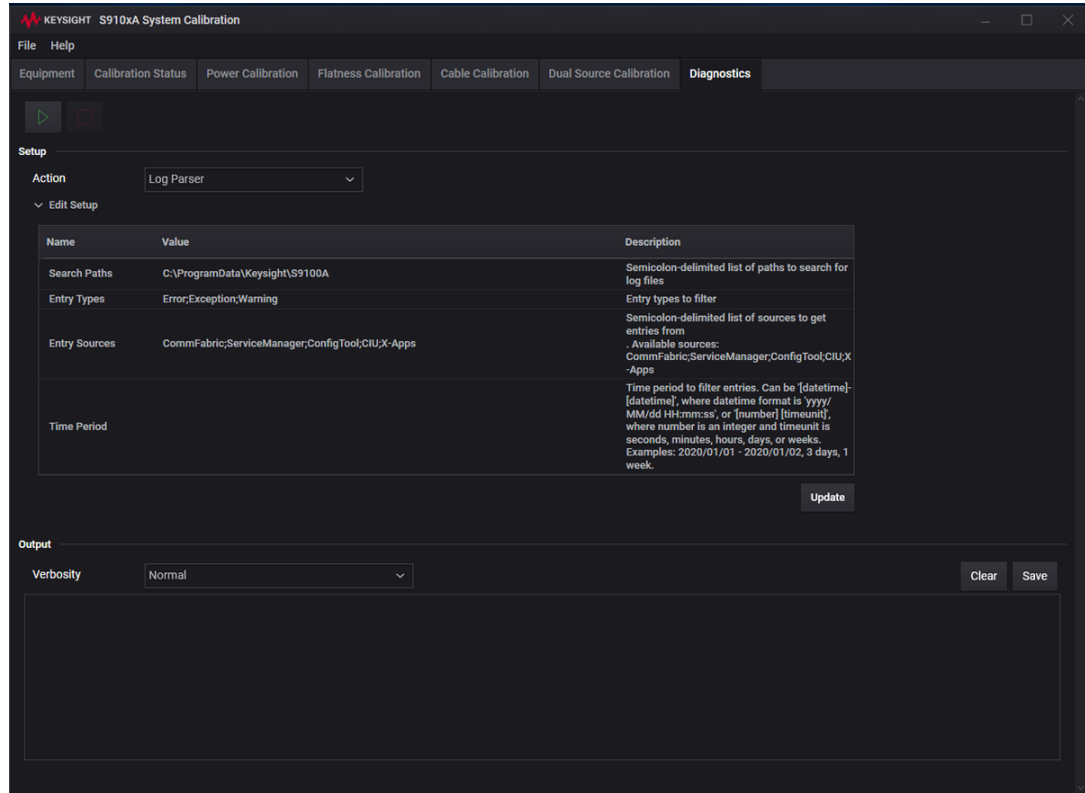 KEYSIGHT S910xA System Calibration
File Help
Equipment Calibration Status Power Calibration Flatness Calibration Cable Calibration Dual Source Calibration Diagnostics
Setup
Action Log Parser
Edit Setup
Name Value Description
Search Paths C:\ProgramData\Keysight\S9100A Semicolon-delimited list of paths to search for
log files
Entry Types Error;Exception;Warning Entry types to filter
Semicolon-delimited list of sources to get
entries from
Entry Sources CommFabric;ServiceManager;ConfigTool;CIU;X-Apps . Available sources:
CommFabric;ServiceManager;ConfigTool;CIU;X
-Apps
Time period to filter entries. Can be '[datetime]-
[datetime]', where datetime format is 'yyyy/
MM/dd HH:mm:ss', or '[number] [timeunit]',
Time Period where number is an integer and timeunit is
seconds, minutes, hours, days, or weeks.
Examples: 2020/01/01 - 2020/01/02, 3 days, 1
week.
Update
Output
Verbosity Normal Clear Save